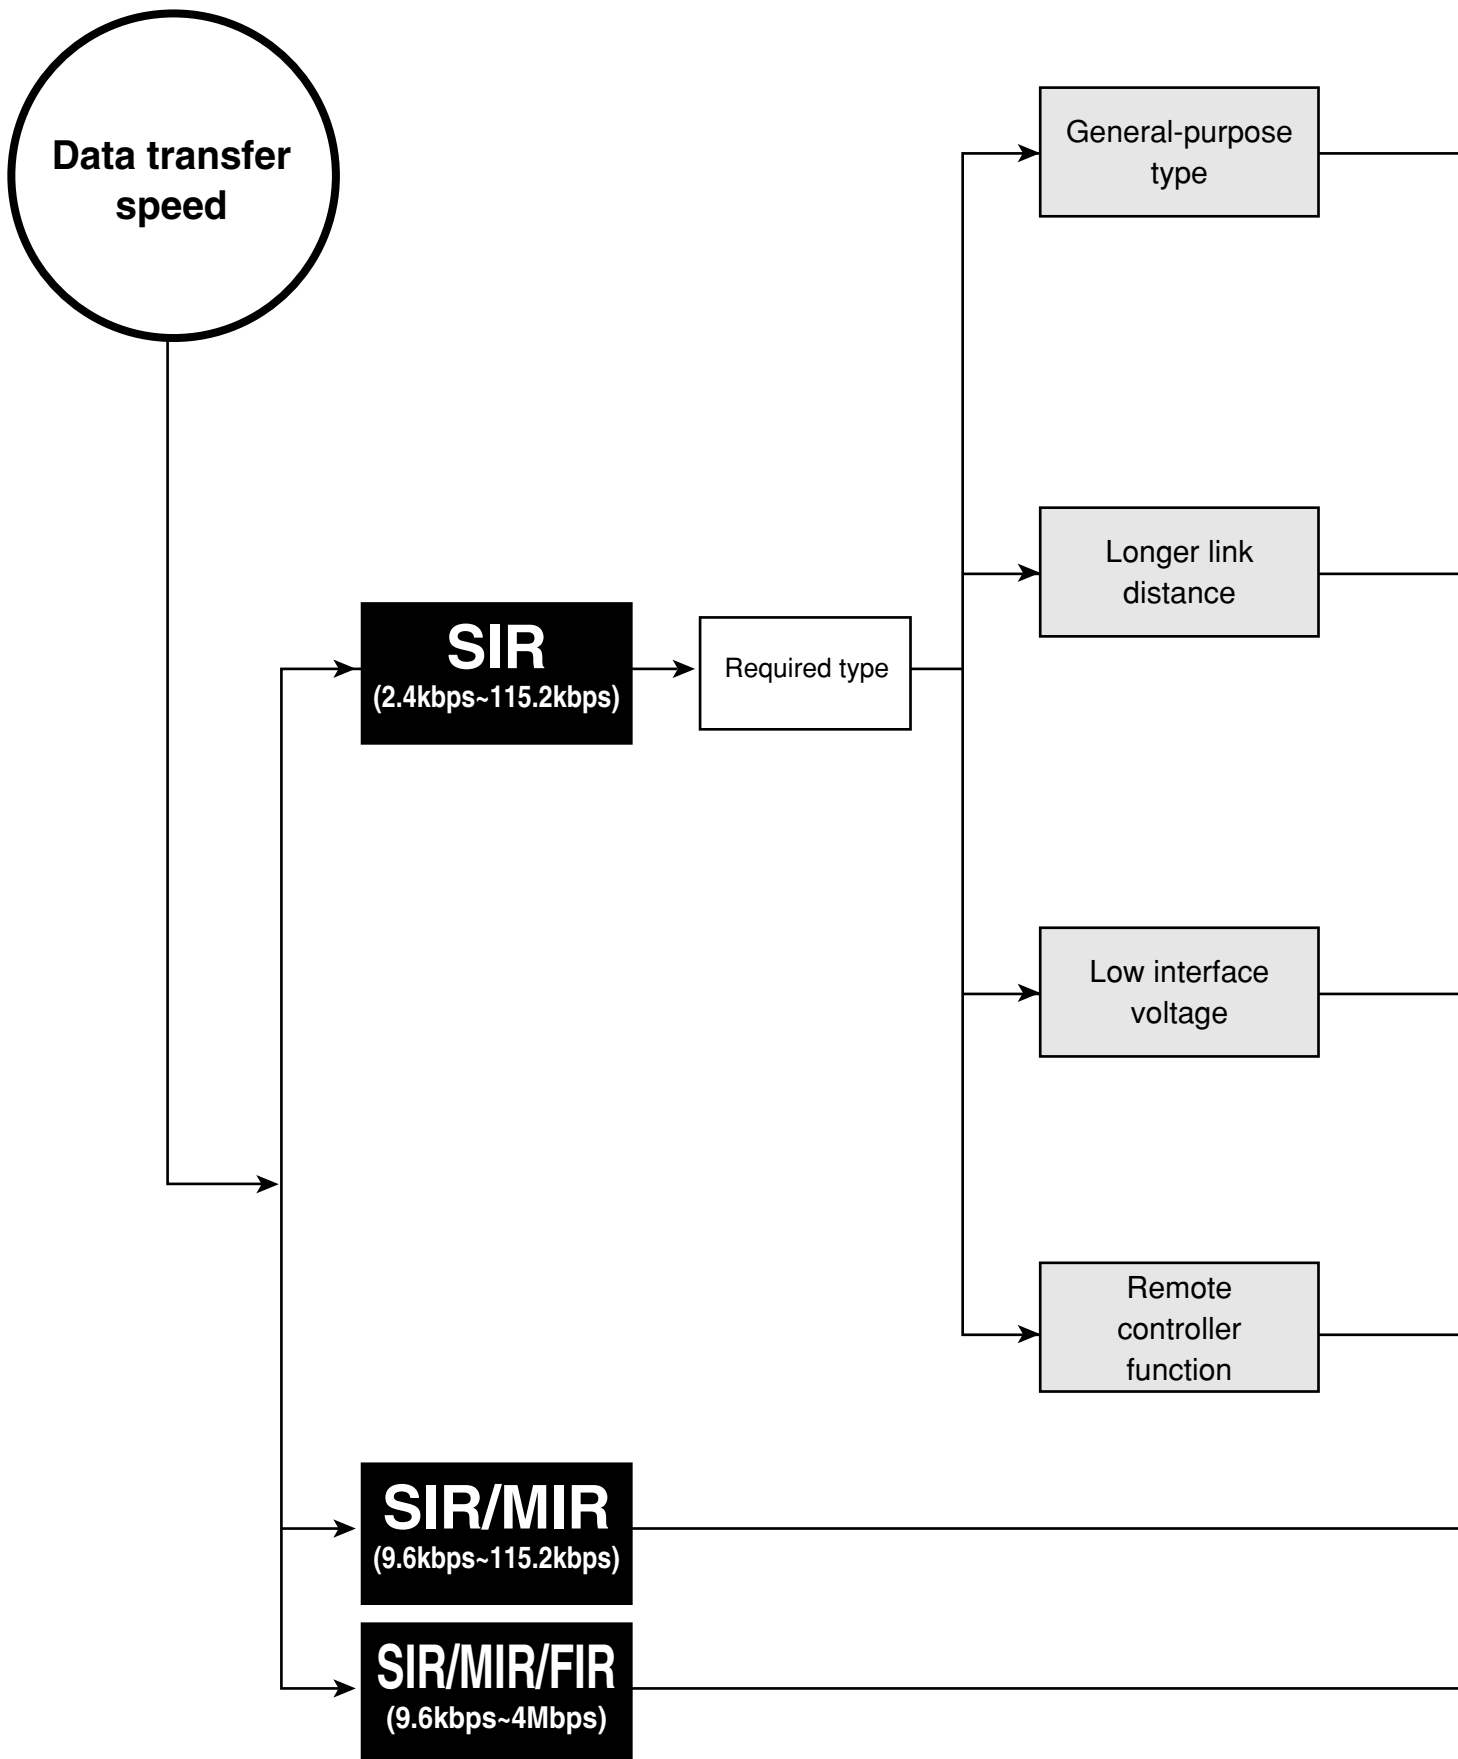 Data transfer
speed
General-purpose
type
Longer link
distance
SIR
(2.4kbps~115.2kbps)
Required type
Low interface
voltage
Remote
controller
function
SIR/MIR
(9.6kbps~115.2kbps)
SIR/MIR/FIR
(9.6kbps~4Mbps)